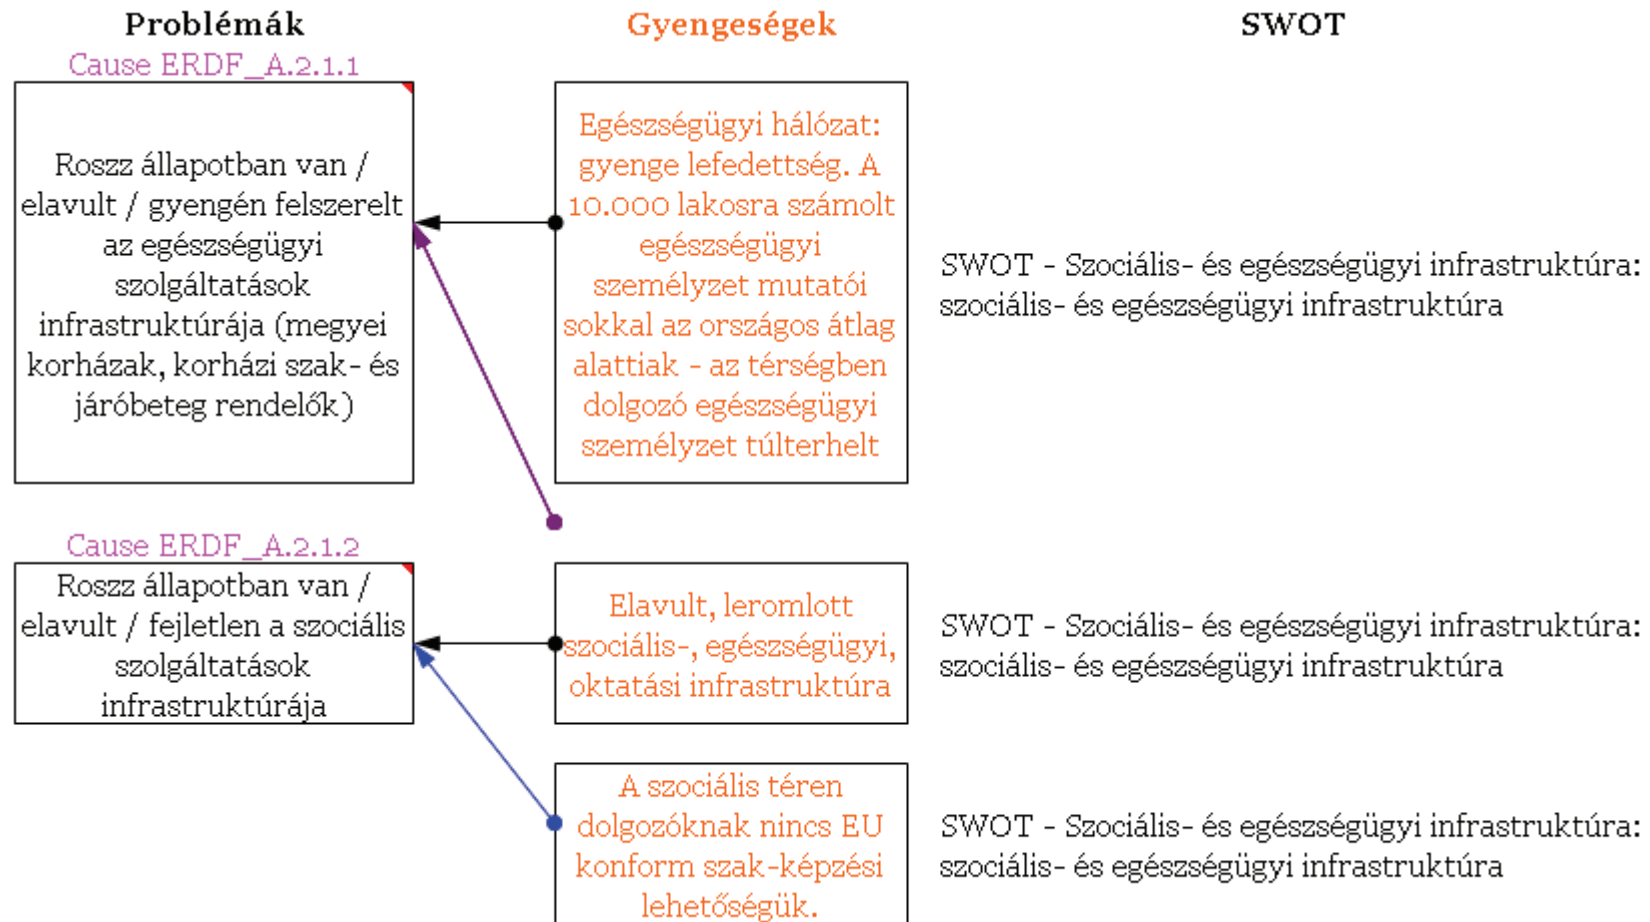 Problémák
Gyengeségek
SWOT
Cause ERDF_A.2.1.1
Roszz állapotban van /
elavult / gyengén felszerelt
az egészségügyi
szolgáltatások
infrastruktúrája (megyei
korházak, korházi szak- és
járóbeteg rendelők)
Egészségügyi hálózat:
gyenge lefedettség. A
10.000 lakosra számolt
egészségügyi
személyzet mutatói
sokkal az országos átlag
alattiak - az térségben
dolgozó egészségügyi
személyzet túlterhelt
SWOT - Szociális- és egészségügyi infrastruktúra:
szociális- és egészségügyi infrastruktúra
Cause ERDF_A.2.1.2
Roszz állapotban van /
elavult / fejletlen a szociális
szolgáltatások
infrastruktúrája
Elavult, leromlott
szociális-, egészségügyi,
oktatási infrastruktúra
SWOT - Szociális- és egészségügyi infrastruktúra:
szociális- és egészségügyi infrastruktúra
A szociális téren
dolgozóknak nincs EU
konform szak-képzési
lehetőségük.
SWOT - Szociális- és egészségügyi infrastruktúra:
szociális- és egészségügyi infrastruktúra